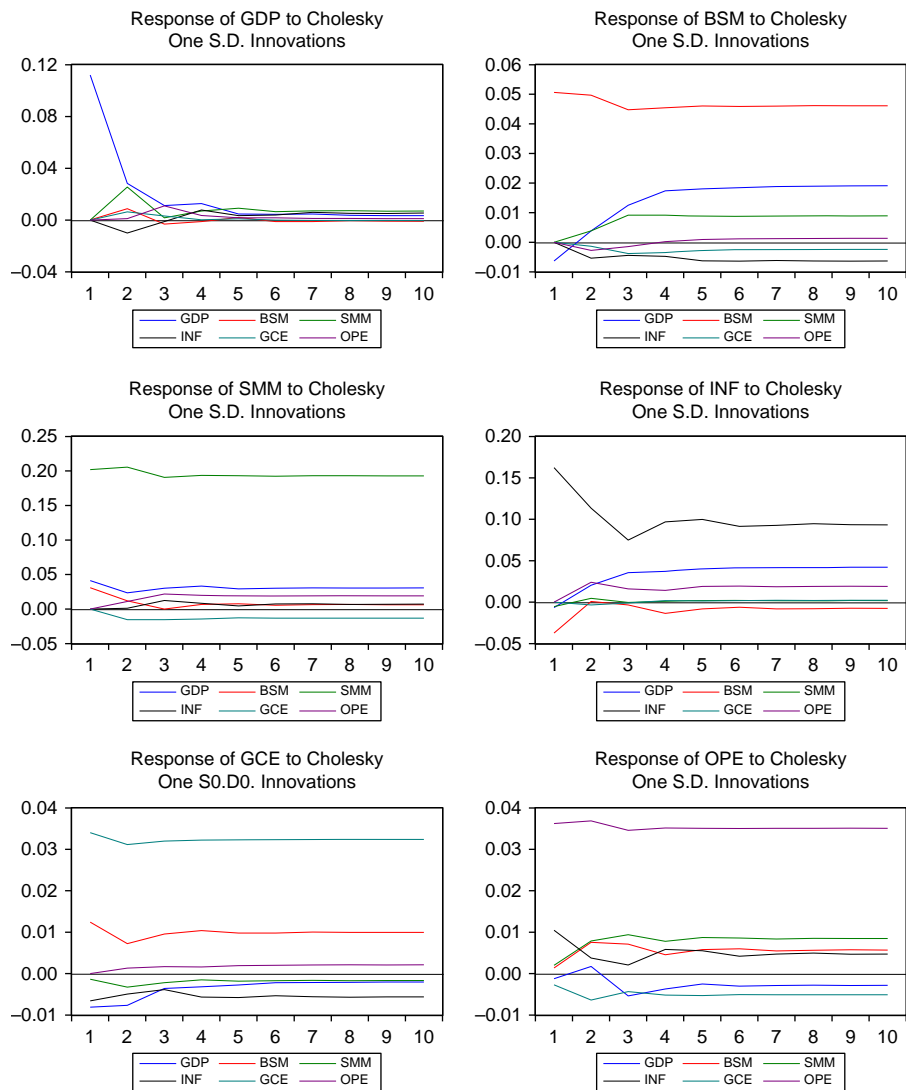 Response of GDP to Cholesky
One S.D. Innovations
0.12
0.08
0.04
0.00
–0.04
1 2 3 4 5 6 7 8 9 10
GDP BSM SMM
INF GCE OPE
Response of BSM to Cholesky
One S.D. Innovations
0.06
0.05
0.04
0.03
0.02
0.01
0.00
–0.01
1 2 3 4 5 6 7 8 9 10
GDP BSM SMM
INF GCE OPE
Response of SMM to Cholesky
One S.D. Innovations
0.25
0.20
0.15
0.10
0.05
0.00
–0.05
1 2 3 4 5 6 7 8 9 10
GDP BSM SMM
INF GCE OPE
Response of INF to Cholesky
One S.D. Innovations
0.20
0.15
0.10
0.05
0.00
–0.05
1 2 3 4 5 6 7 8 9 10
GDP BSM SMM
INF GCE OPE
Response of GCE to Cholesky
One S0.D0. Innovations
0.04
0.03
0.02
0.01
0.00
–0.01
1 2 3 4 5 6 7 8 9 10
GDP BSM SMM
INF GCE OPE
Response of OPE to Cholesky
One S.D. Innovations
0.04
0.03
0.02
0.01
0.00
–0.01
1 2 3 4 5 6 7 8 9 10
GDP BSM SMM
INF GCE OPE